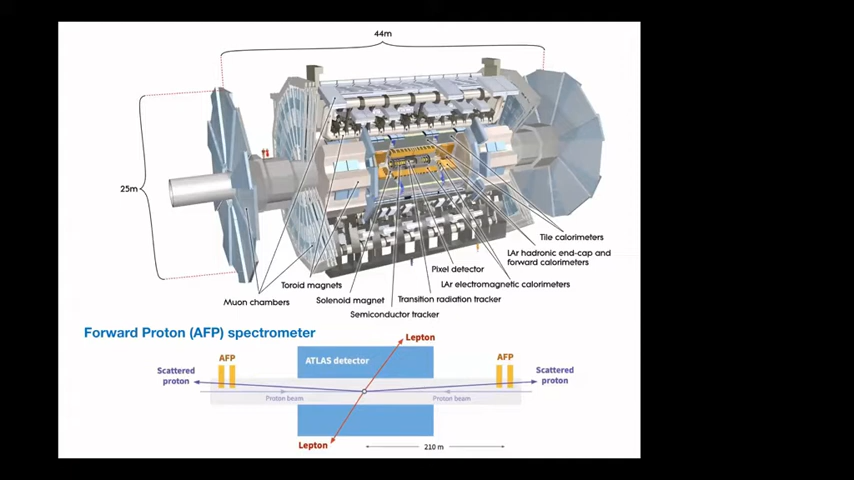 44m
25m
Tile calorimeters
LAr hadronic end-cap and
forward calorimeters
Pixel detector
Toroid magnets
LAr electromagnetic calorimeters
Muon chambers
Solenoid magnet
Transition radiation tracker
Semiconductor tracker
Forward Proton (AFP) spectrometer
Lepton
AFP
ATLAS detector
AFP
Scattered
proton
Scattered
proton
Proton beam
Proton beam
Lepton
210 m